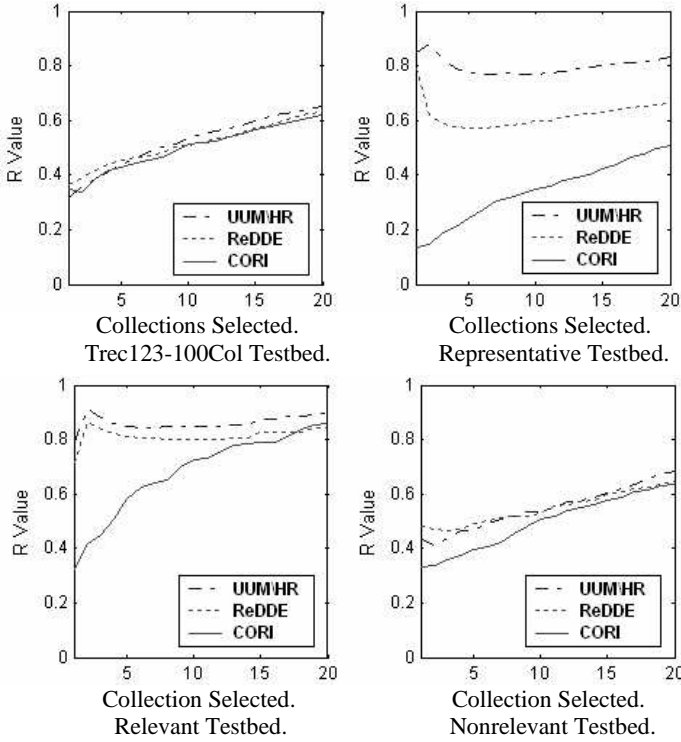 1
0.8
0.6
0.4
0.2
0
R Value
UUM\HR
ReDDE
CORI
5 10 15 20
Collections Selected.
Trec123-100Col Testbed.
1
0.8
0.6
0.4
0.2
0
R Value
UUM\HR
ReDDE
CORI
5 10 15 20
Collections Selected.
Representative Testbed.
1
0.8
0.6
0.4
0.2
0
R Value
UUM\HR
ReDDE
CORI
5 10 15 20
Collection Selected.
Relevant Testbed.
1
0.8
0.6
0.4
0.2
0
R Value
UUM\HR
ReDDE
CORI
5 10 15 20
Collection Selected.
Nonrelevant Testbed.